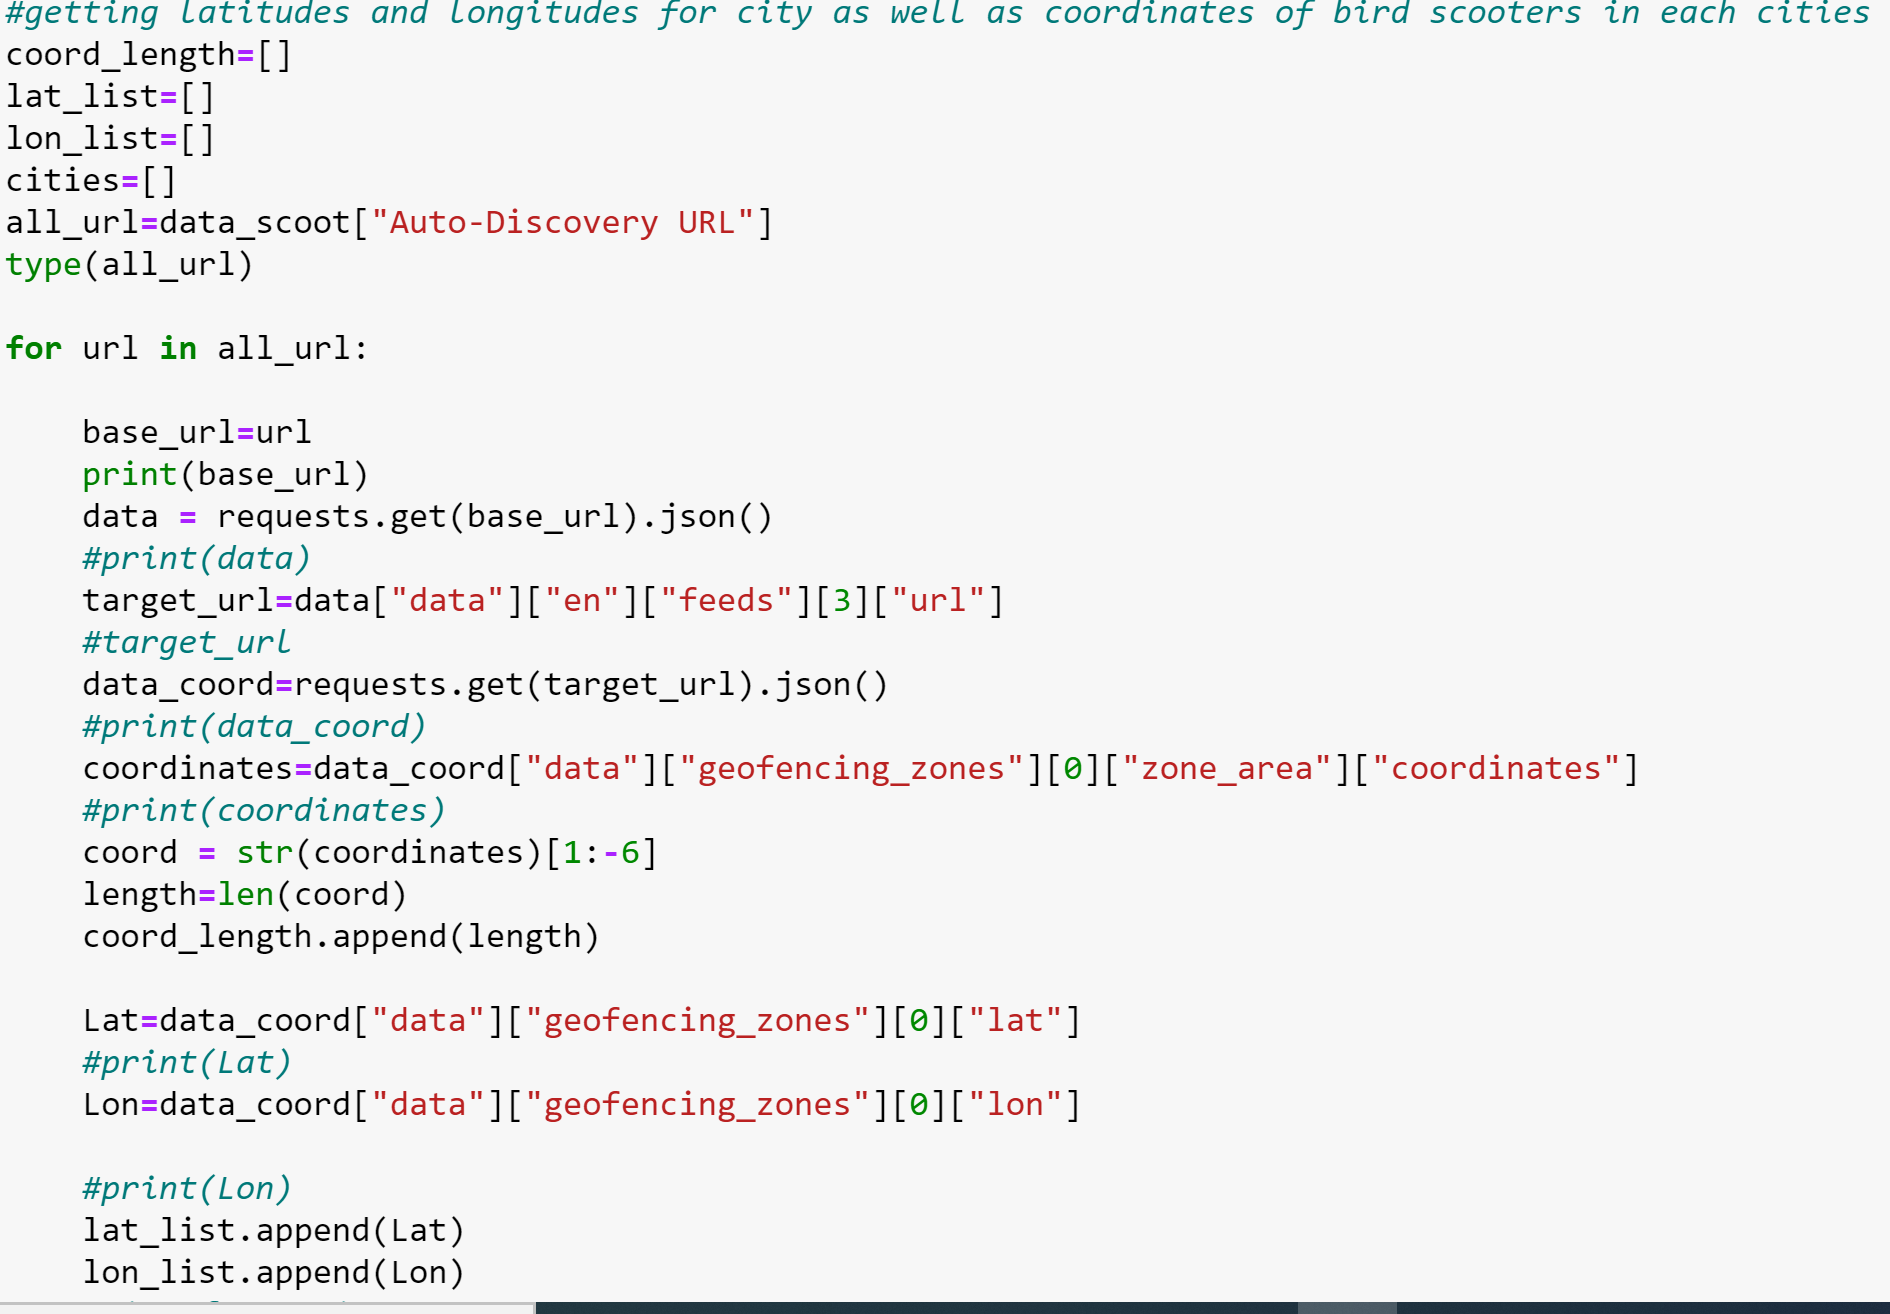 #getting latitudes and longitudes for city as well as coordinates of bird scooters in each cities
coord_length=[]
lat_list=[]
lon_list=[]
cities=[]
all_url=data_scoot["Auto-Discovery URL"]
type(all_url)
for url in all_url:
    base_url=url
    print(base_url)
    data = requests.get(base_url).json()
    #print(data)
    target_url=data["data"]["en"]["feeds"][3]["url"]
    #target_url
    data_coord=requests.get(target_url).json()
    #print(data_coord)
    coordinates=data_coord["data"]["geofencing_zones"][0]["zone_area"]["coordinates"]
    #print(coordinates)
    coord = str(coordinates)[1:-6]
    length=len(coord)
    coord_length.append(length)
    Lat=data_coord["data"]["geofencing_zones"][0]["lat"]
    #print(Lat)
    Lon=data_coord["data"]["geofencing_zones"][0]["lon"]
    #print(Lon)
    lat_list.append(Lat)
    lon_list.append(Lon)